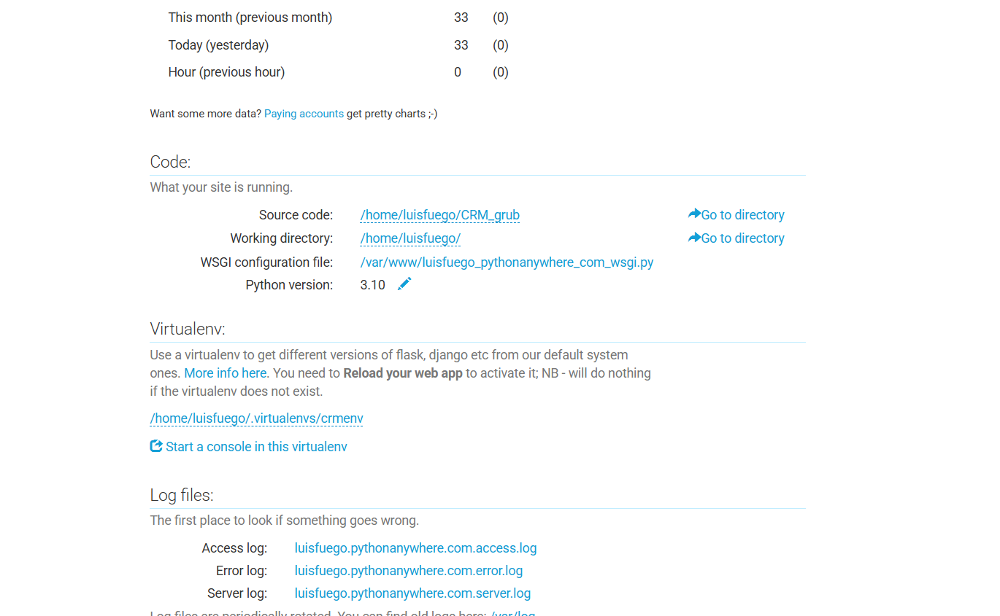 This month (previous month) 33 (0)
Today (yesterday) 33 (0)
Hour (previous hour) 0 (0)
Want some more data? Paying accounts get pretty charts ;-)
Code:
What your site is running.
Source code: /home/luisfuego/CRM_grub Go to directory
Working directory: /home/luisfuego/ Go to directory
WSGI configuration file: /var/www/luisfuego_pythonanywhere_com_wsgi.py
Python version: 3.10
Virtualenv:
Use a virtualenv to get different versions of flask, django etc from our default system
ones. More info here. You need to Reload your web app to activate it; NB - will do nothing
if the virtualenv does not exist.
/home/luisfuego/.virtualenvs/crmenv
Start a console in this virtualenv
Log files:
The first place to look if something goes wrong.
Access log: luisfuego.pythonanywhere.com.access.log
Error log: luisfuego.pythonanywhere.com.error.log
Server log: luisfuego.pythonanywhere.com.server.log
Log files are periodically rotated. You can find old logs here: /var/log